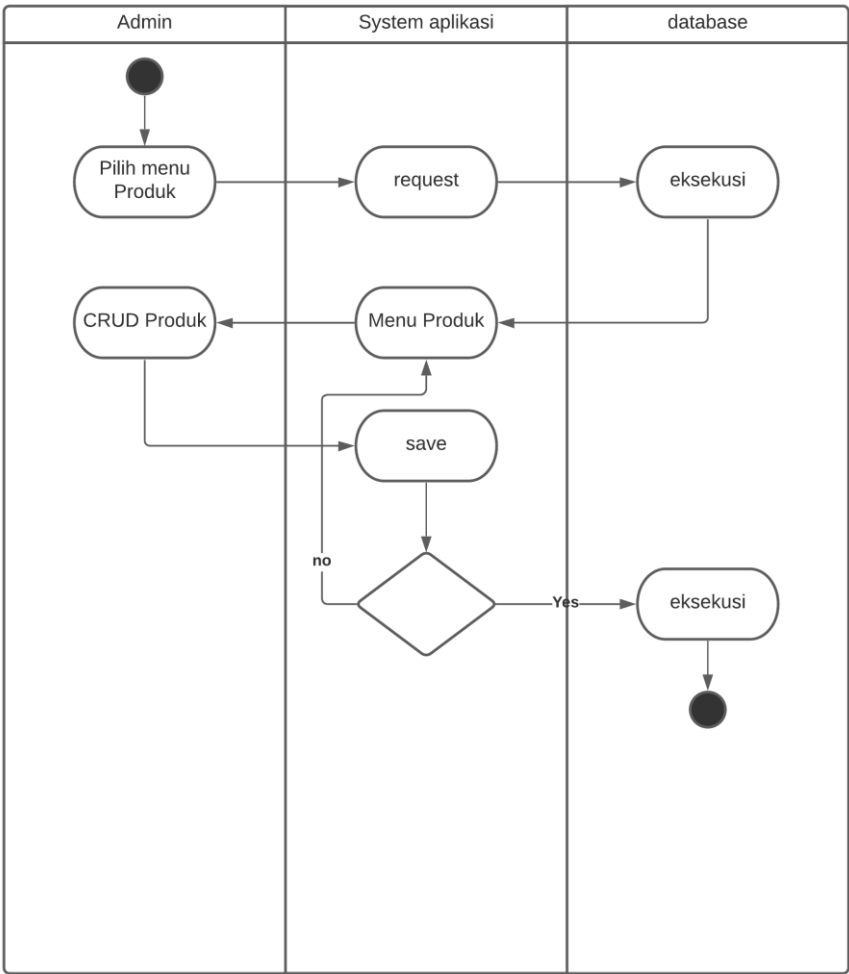 Admin
System aplikasi
database
Pilih menu
Produk
request
eksekusi
CRUD Produk
Menu Produk
save
no
Yes
eksekusi